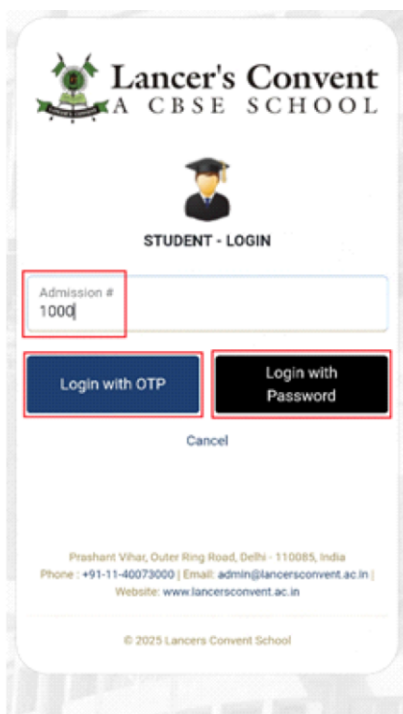 Lancer's Convent
A CBSE SCHOOL
STUDENT - LOGIN
Admission #
1000
Login with OTP
Login with
Password
Cancel
Prashant Vihar, Outer Ring Road, Delhi - 110085, India
Phone : +91-11-40073000 | Email: admin@lancersconvent.ac.in |
Website: www.lancersconvent.ac.in
© 2025 Lancers Convent School